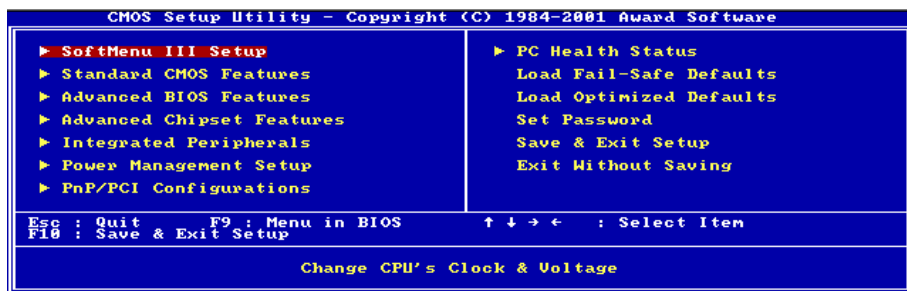 CMOS Setup Utility - Copyright (C) 1984-2001 Award Software
► SoftMenu III Setup
► Standard CMOS Features
► Advanced BIOS Features
► Advanced Chipset Features
► Integrated Peripherals
► Power Management Setup
► PnP/PCI Configurations
► PC Health Status
Load Fail-Safe Defaults
Load Optimized Defaults
Set Password
Save & Exit Setup
Exit Without Saving
Esc : Quit F9 : Menu in BIOS ↑ ↓ → ← : Select Item
F10 : Save & Exit Setup
Change CPU's Clock & Voltage